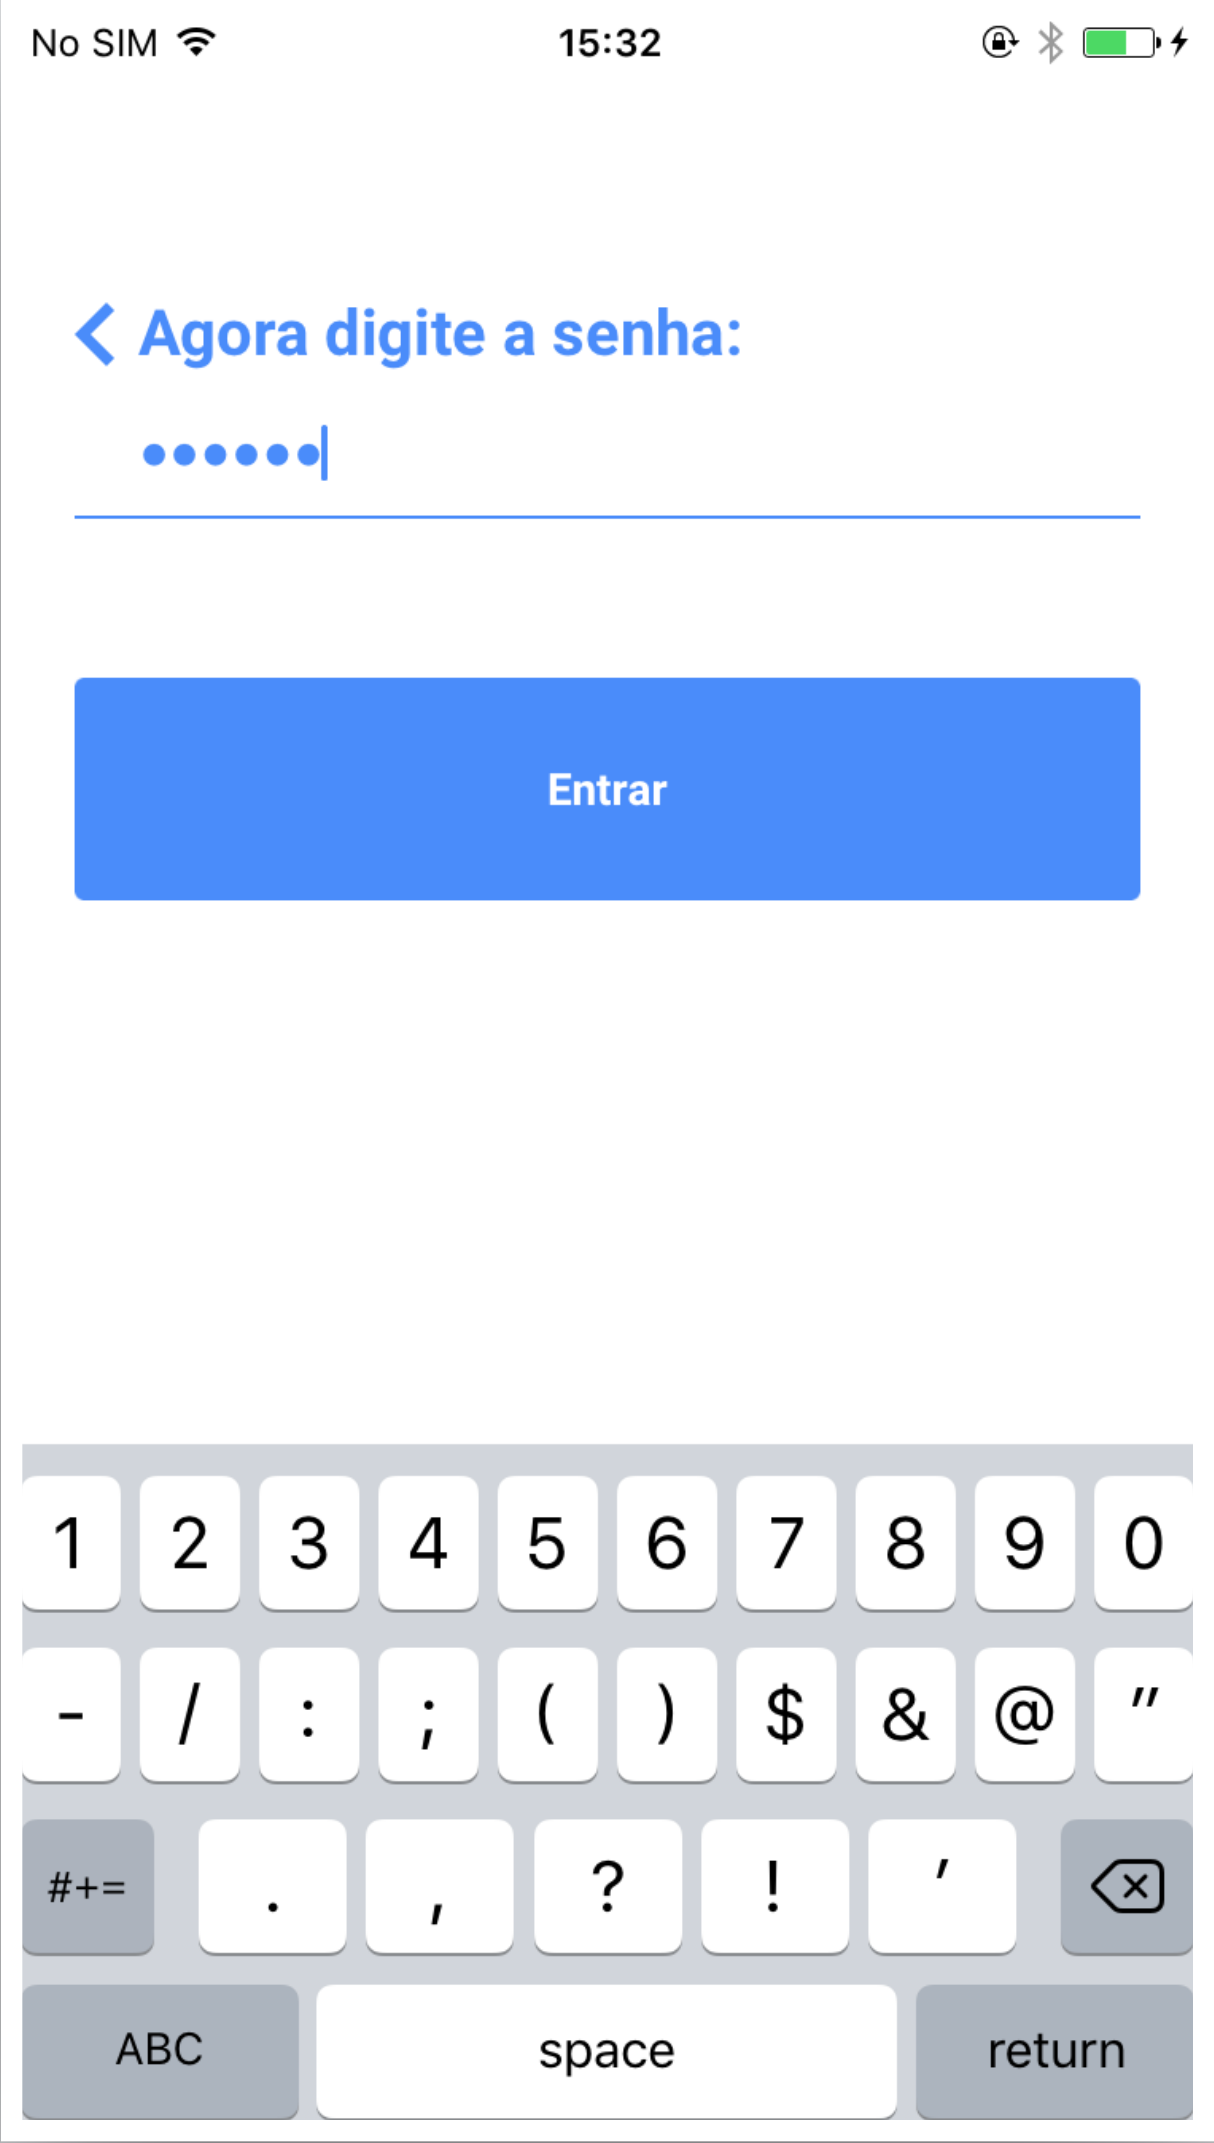 No SIM 15:32
Agora digite a senha:
••••••
Entrar
1 2 3 4 5 6 7 8 9 0
- / : ; ( ) $ & @ "
#+= . , ? ! '
ABC space return